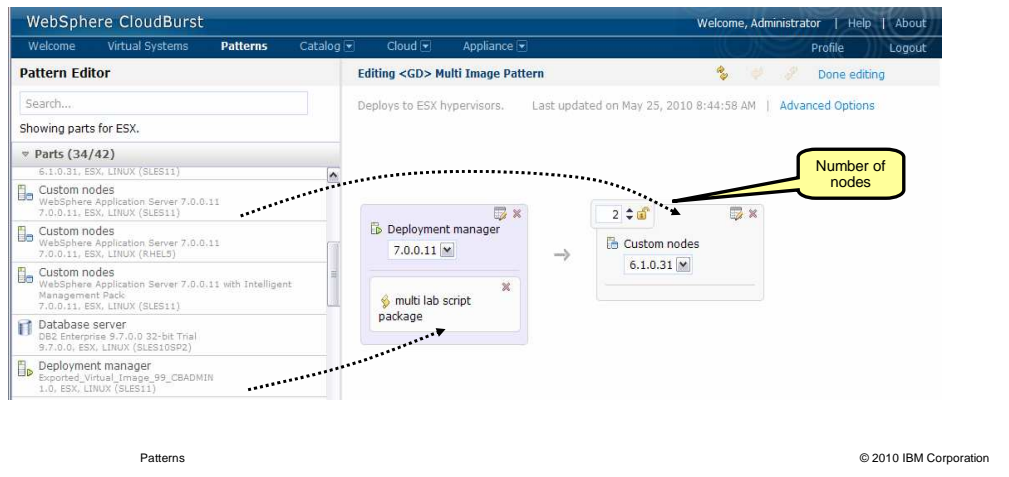 WebSphere CloudBurst
Welcome, Administrator | Help | About
Welcome Virtual Systems Patterns Catalog Cloud Appliance
Profile Logout
Pattern Editor
Search...
Showing parts for ESX.
Parts (34/42)
6.1.0.31, ESX, LINUX (SLES11)
Custom nodes
WebSphere Application Server 7.0.0.11
7.0.0.11, ESX, LINUX (SLES11)
Custom nodes
WebSphere Application Server 7.0.0.11
7.0.0.11, ESX, LINUX (RHEL5)
Custom nodes
WebSphere Application Server 7.0.0.11 with Intelligent
Management Pack
7.0.0.11, ESX, LINUX (SLES11)
Database server
DB2 Enterprise 9.7.0.0 32-bit Trial
9.7.0.0, ESX, LINUX (SLES10SP2)
Deployment manager
Exported_Virtual_Image_99_CBADMIN
1.0, ESX, LINUX (SLES11)
Editing <GD> Multi Image Pattern
Done editing
Deploys to ESX hypervisors. Last updated on May 25, 2010 8:44:58 AM | Advanced Options
Number of
nodes
Deployment manager
7.0.0.11
multi lab script
package
2
Custom nodes
6.1.0.31
Patterns
© 2010 IBM Corporation